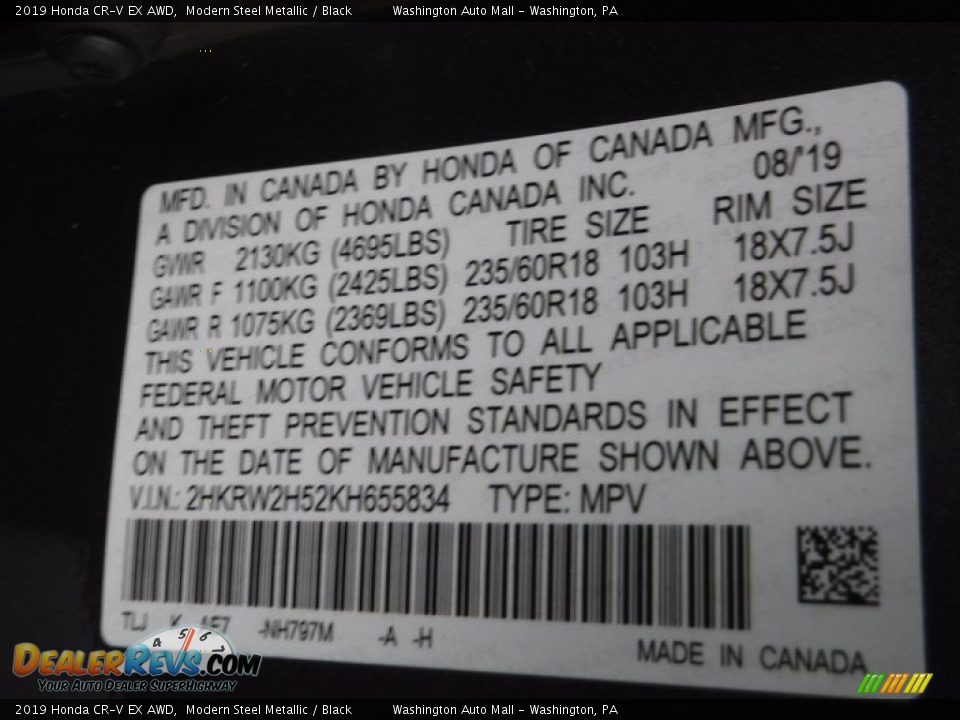 2019 Honda CR-V EX AWD, Modern Steel Metallic / Black Washington Auto Mall - Washington, PA
MFD. IN CANADA BY HONDA OF CANADA MFG.,
A DIVISION OF HONDA CANADA INC. 08/'19
GVWR 2130KG (4695LBS) TIRE SIZE RIM SIZE
GAWR F 1100KG (2425LBS) 235/60R18 103H 18X7.5J
GAWR R 1075KG (2369LBS) 235/60R18 103H 18X7.5J
THIS VEHICLE CONFORMS TO ALL APPLICABLE
FEDERAL MOTOR VEHICLE SAFETY
AND THEFT PREVENTION STANDARDS IN EFFECT
ON THE DATE OF MANUFACTURE SHOWN ABOVE.
V.I.N.: 2HKRW2H52KH655834 TYPE: MPV
TLJ K -NH797M -A -H
MADE IN CANADA
4 5 6 7
DEALERREVS.COM
YOUR AUTO DEALER SUPERHIGHWAY
2019 Honda CR-V EX AWD, Modern Steel Metallic / Black Washington Auto Mall - Washington, PA